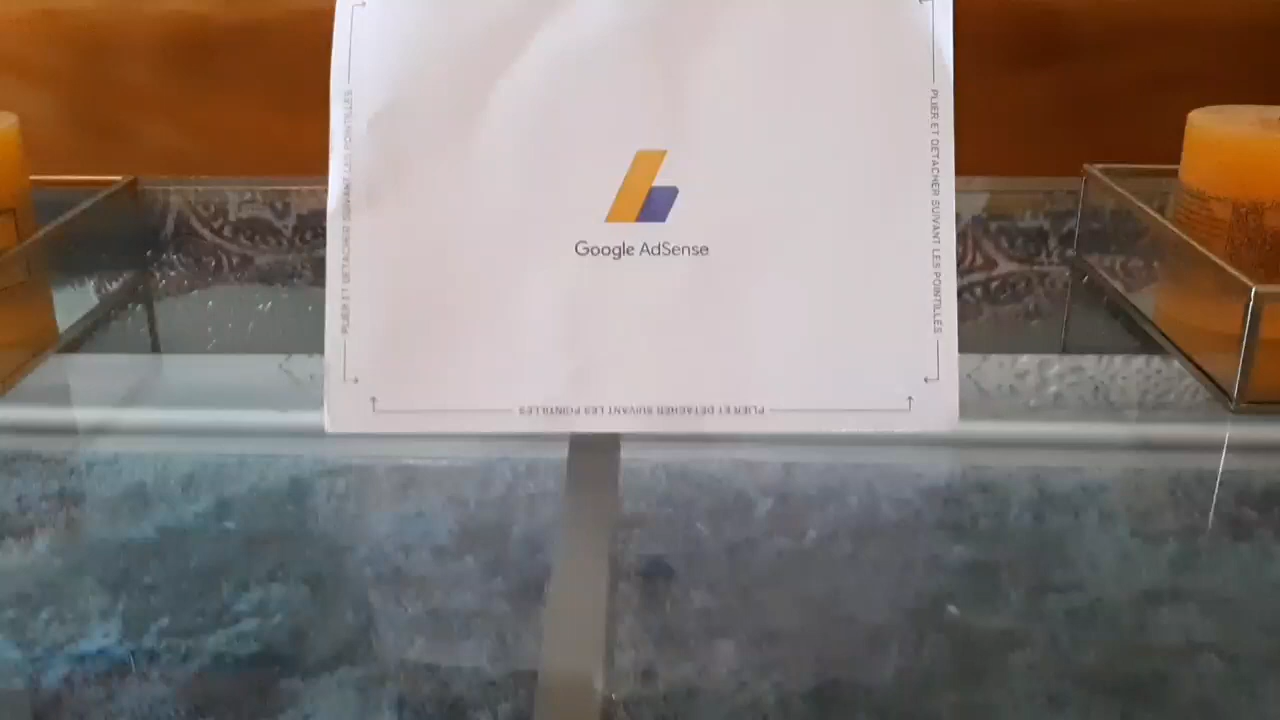 PLIER ET DETACHER SUIVANT LES POINTILLÉS
Google AdSense
PLIER ET DETACHER SUIVANT LES POINTILLES
PLIER ET DETACHER SUIVANT LES POINTILLES